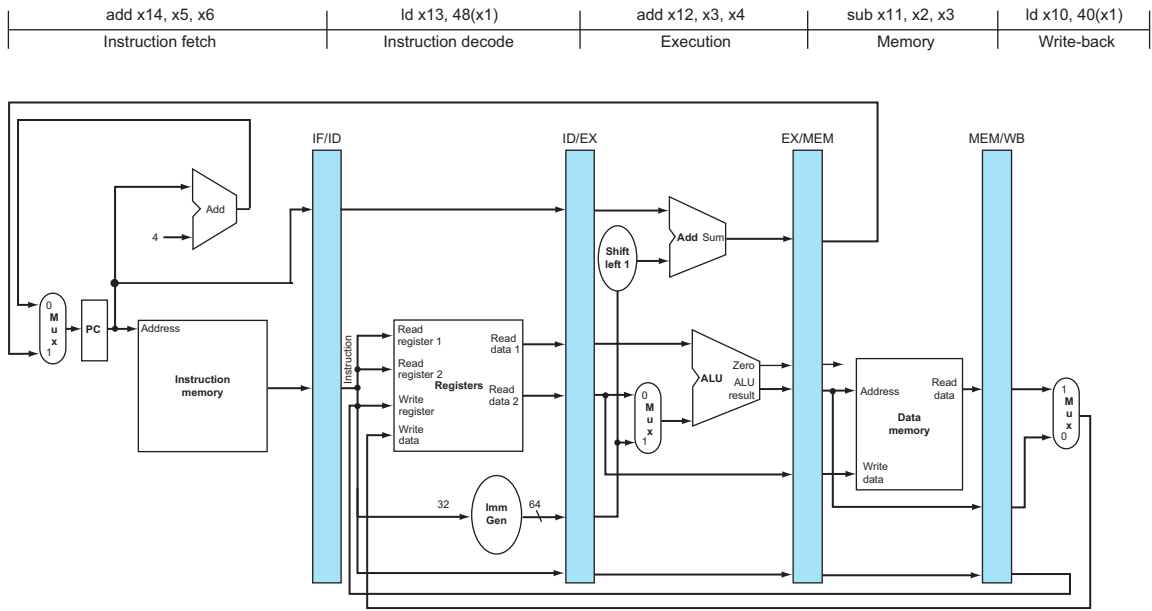 add x14, x5, x6
ld x13, 48(x1)
add x12, x3, x4
sub x11, x2, x3
ld x10, 40(x1)
Instruction fetch
Instruction decode
Execution
Memory
Write-back
IF/ID
ID/EX
EX/MEM
MEM/WB
Add
4
Add Sum
Shift
left 1
0
M
u
x
1
PC
Address
Instruction
memory
Instruction
Read
register 1
Read
register 2
Write
register
Write
data
Registers
Read
data 1
Read
data 2
32
Imm
Gen
64
0
M
u
x
1
ALU
Zero
ALU
result
Address
Read
data
Data
memory
Write
data
1
M
u
x
0